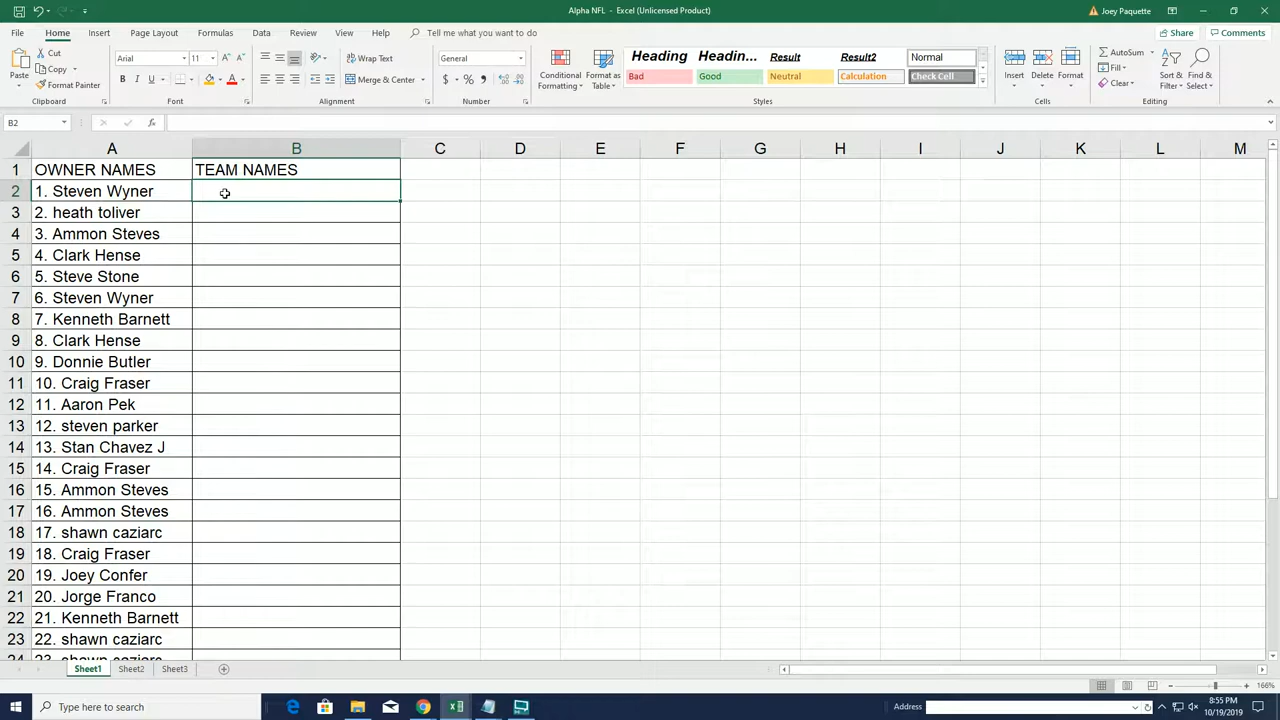 Alpha NFL - Excel (Unlicensed Product)
Joey Paquette
File Home Insert Page Layout Formulas Data Review View Help Tell me what you want to do
Share Comments
Paste
Cut
Copy
Format Painter
Clipboard
Arial 11
B I U
Font
Wrap Text
Merge & Center
Alignment
General
$ % ,
Number
Conditional Formatting
Format as Table
Heading Headin... Result Result2 Normal
Bad Good Neutral Calculation Check Cell
Styles
Insert Delete Format
Cells
AutoSum
Fill
Clear
Sort & Filter
Find & Select
Editing
B2
fx
A B C D E F G H I J K L M
1 OWNER NAMES TEAM NAMES
2 1. Steven Wyner
3 2. heath toliver
4 3. Ammon Steves
5 4. Clark Hense
6 5. Steve Stone
7 6. Steven Wyner
8 7. Kenneth Barnett
9 8. Clark Hense
10 9. Donnie Butler
11 10. Craig Fraser
12 11. Aaron Pek
13 12. steven parker
14 13. Stan Chavez J
15 14. Craig Fraser
16 15. Ammon Steves
17 16. Ammon Steves
18 17. shawn caziarc
19 18. Craig Fraser
20 19. Joey Confer
21 20. Jorge Franco
22 21. Kenneth Barnett
23 22. shawn caziarc
24 23. shawn caziarc
Sheet1 Sheet2 Sheet3
166%
Type here to search
Address
8:55 PM
10/19/2019